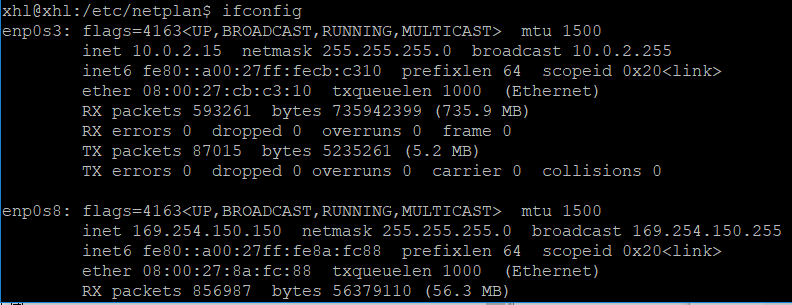 xhl@xhl:/etc/netplan$ ifconfig
enp0s3: flags=4163<UP,BROADCAST,RUNNING,MULTICAST>  mtu 1500
        inet 10.0.2.15  netmask 255.255.255.0  broadcast 10.0.2.255
        inet6 fe80::a00:27ff:fecb:c310  prefixlen 64  scopeid 0x20<link>
        ether 08:00:27:cb:c3:10  txqueuelen 1000  (Ethernet)
        RX packets 593261  bytes 735942399 (735.9 MB)
        RX errors 0  dropped 0  overruns 0  frame 0
        TX packets 87015  bytes 5235261 (5.2 MB)
        TX errors 0  dropped 0 overruns 0  carrier 0  collisions 0

enp0s8: flags=4163<UP,BROADCAST,RUNNING,MULTICAST>  mtu 1500
        inet 169.254.150.150  netmask 255.255.255.0  broadcast 169.254.150.255
        inet6 fe80::a00:27ff:fe8a:fc88  prefixlen 64  scopeid 0x20<link>
        ether 08:00:27:8a:fc:88  txqueuelen 1000  (Ethernet)
        RX packets 856987  bytes 56379110 (56.3 MB)